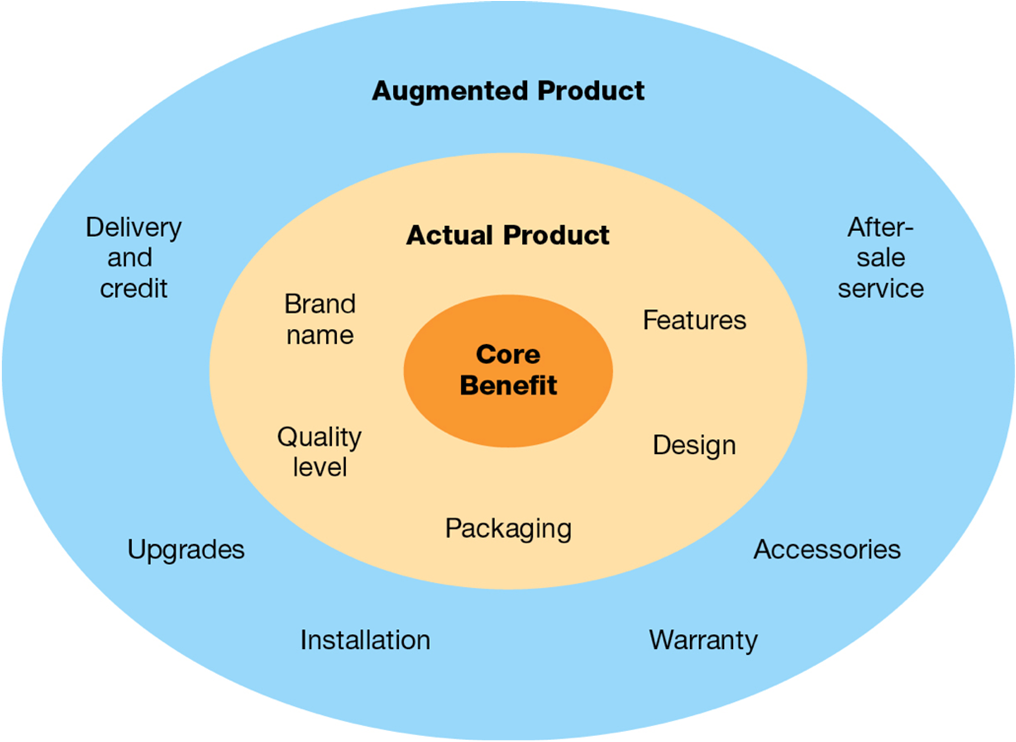 Augmented Product
Delivery
and
credit
After-
sale
service
Actual Product
Brand
name
Features
Core
Benefit
Quality
level
Design
Packaging
Upgrades
Accessories
Installation
Warranty